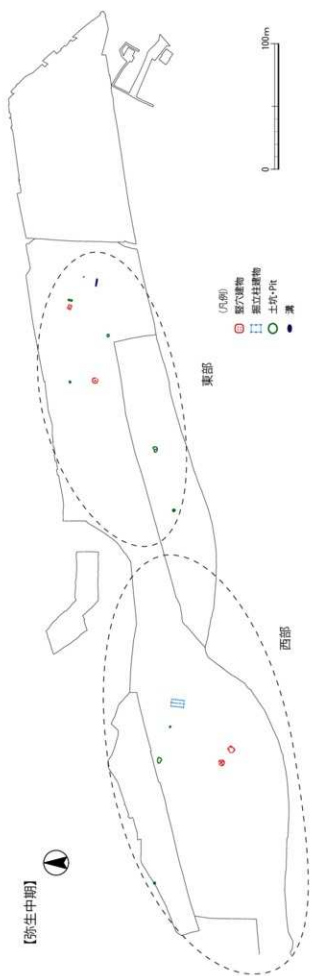 【弥生中期】
西部
東部
(凡例)
竪穴建物
掘立柱建物
土坑・Pit
溝
0
100m